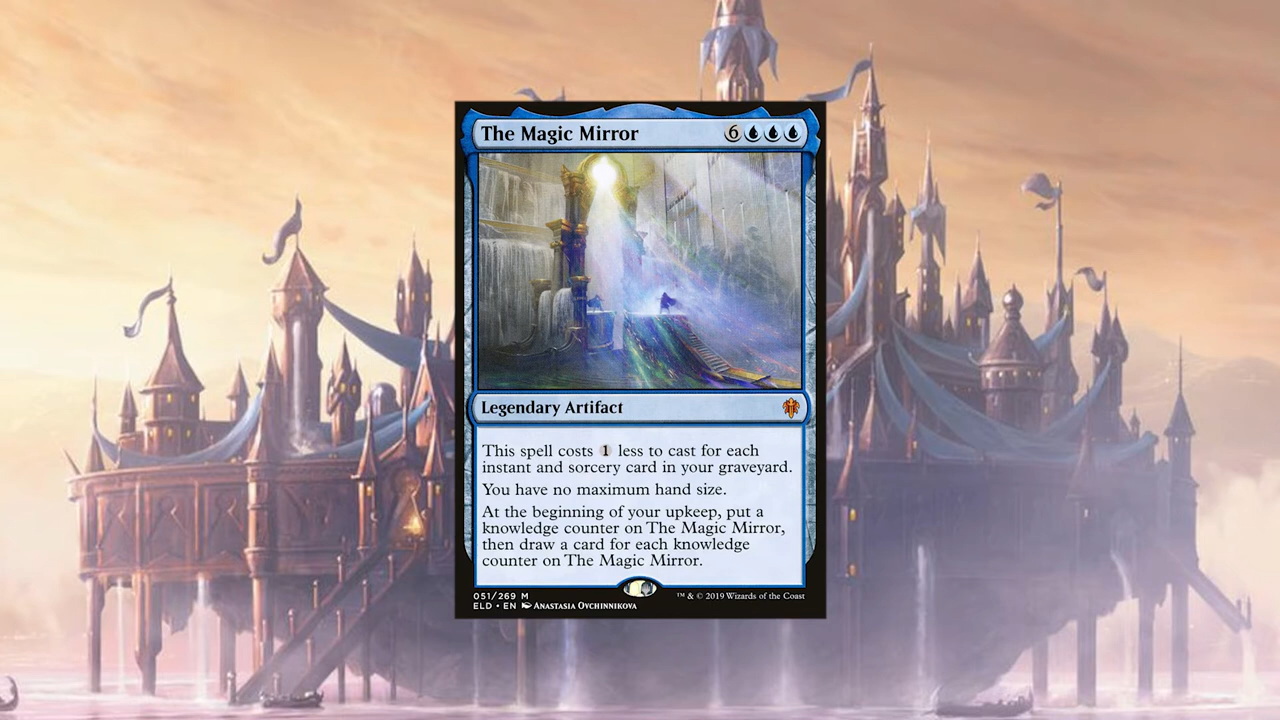 The Magic Mirror 6
Legendary Artifact
This spell costs 1 less to cast for each
instant and sorcery card in your graveyard.
You have no maximum hand size.
At the beginning of your upkeep, put a
knowledge counter on The Magic Mirror,
then draw a card for each knowledge
counter on The Magic Mirror.
051/269 M
ELD • EN ANASTASIA OVCHINNIKOVA
™ & © 2019 Wizards of the Coast